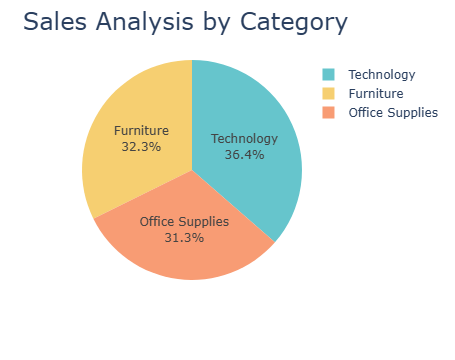 Sales Analysis by Category
Technology
Furniture
Office Supplies
Furniture
32.3%
Technology
36.4%
Office Supplies
31.3%